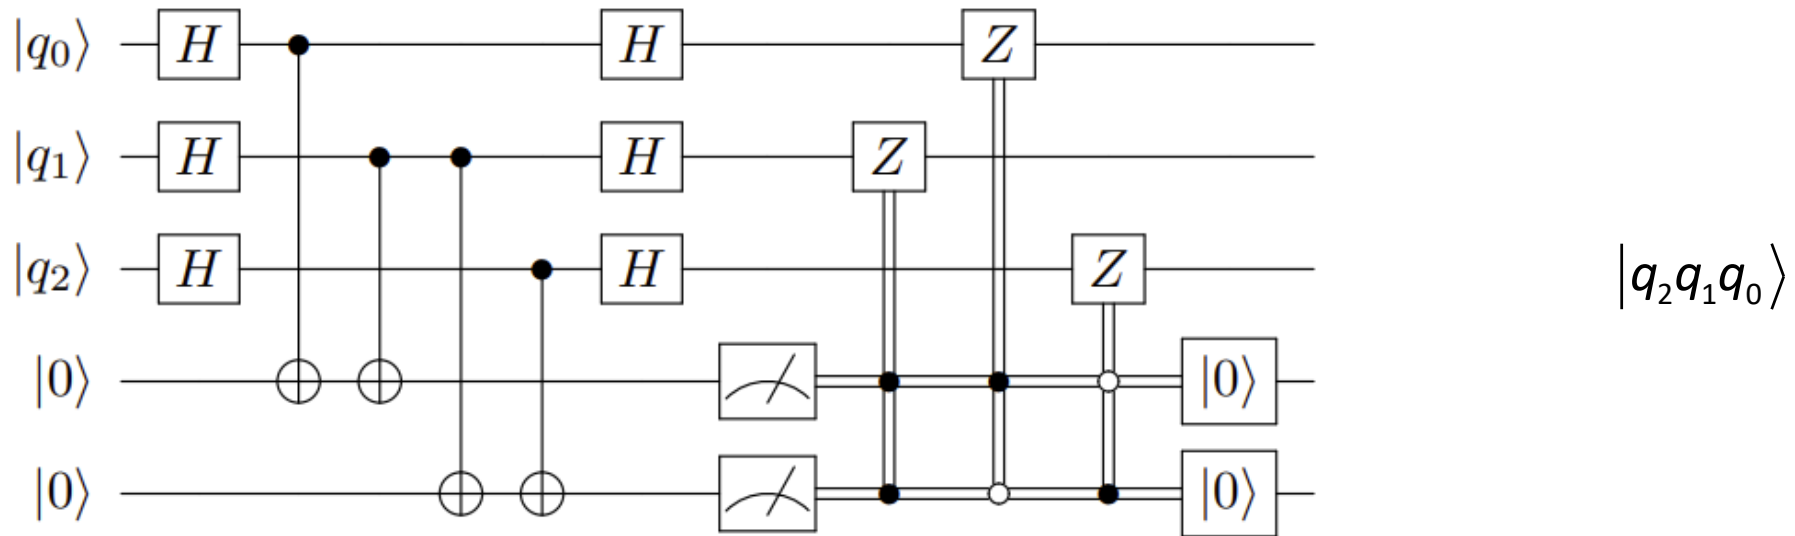 |q₀⟩ H H Z
|q₁⟩ H H Z
|q₂⟩ H H Z |q₂q₁q₀⟩
|0⟩ |0⟩
|0⟩ |0⟩